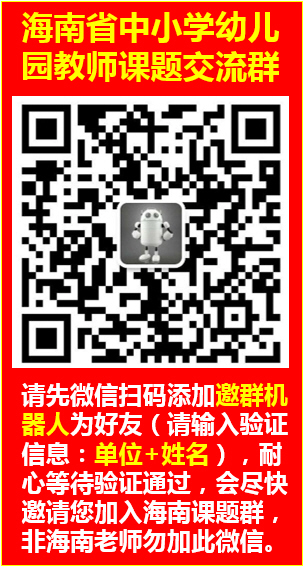 海南省中小学幼儿
园教师课题交流群
请先微信扫码添加邀群机
器人为好友（请输入验证
信息：单位+姓名），耐
心等待验证通过，会尽快
邀请您加入海南课题群，
非海南老师勿加此微信。